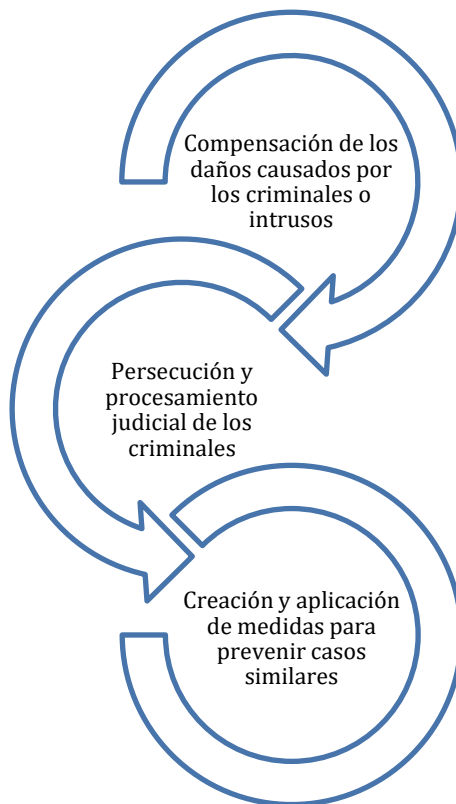 Compensación de los
daños causados por
los criminales o
intrusos
Persecución y
procesamiento
judicial de los
criminales
Creación y aplicación
de medidas para
prevenir casos
similares